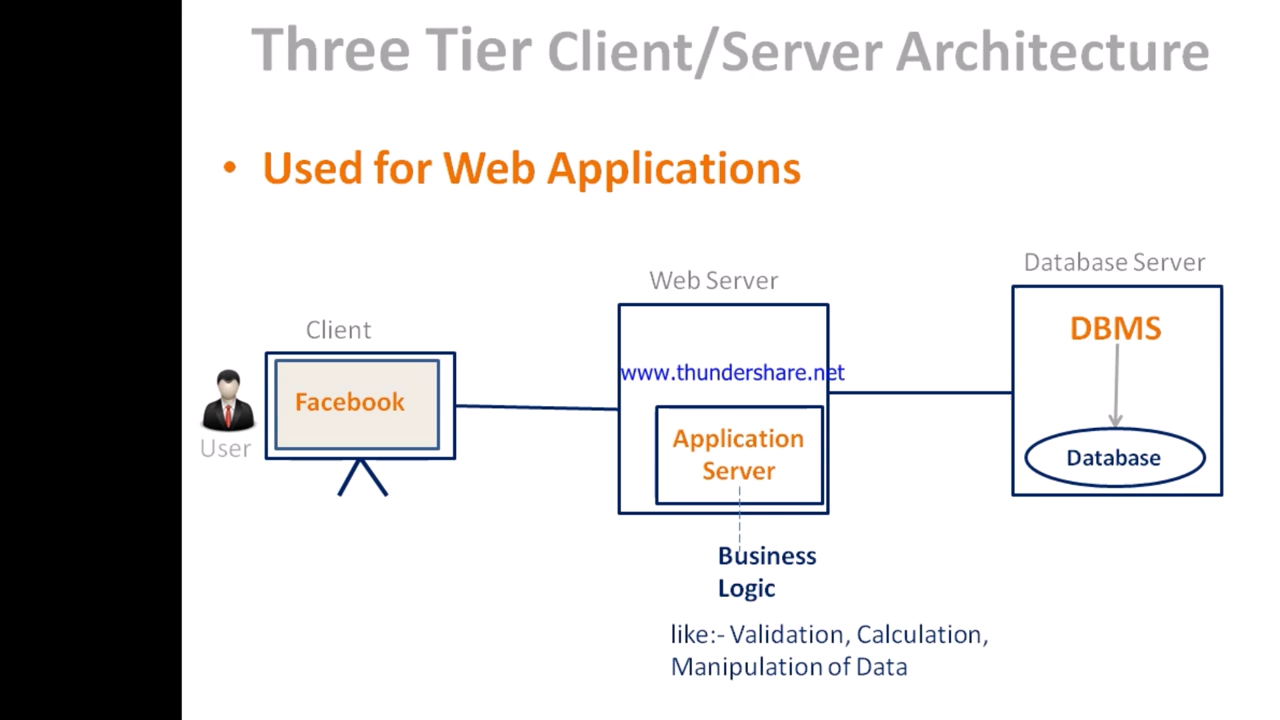 Three Tier Client/Server Architecture
• Used for Web Applications
Database Server
Web Server
Client
DBMS
www.thundershare.net
Facebook
User
Application
Server
Database
Business
Logic
like:- Validation, Calculation,
Manipulation of Data